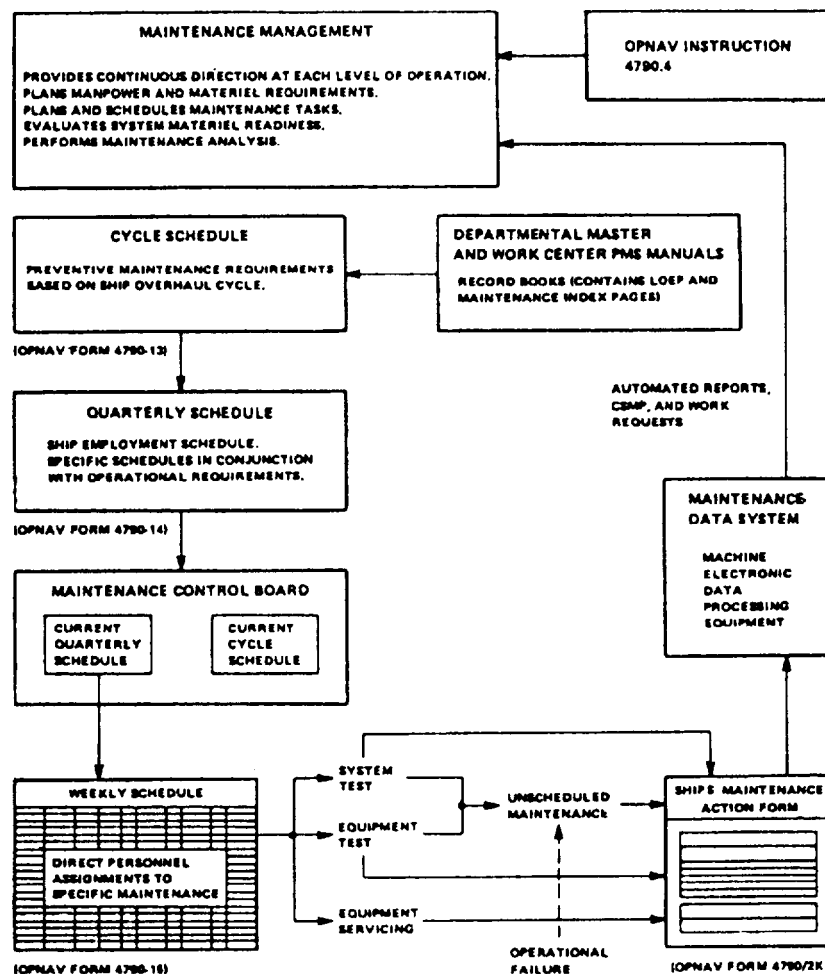 MAINTENANCE MANAGEMENT
PROVIDES CONTINUOUS DIRECTION AT EACH LEVEL OF OPERATION.
PLANS MANPOWER AND MATERIEL REQUIREMENTS.
PLANS AND SCHEDULES MAINTENANCE TASKS.
EVALUATES SYSTEM MATERIEL READINESS.
PERFORMS MAINTENANCE ANALYSIS.
OPNAV INSTRUCTION
4790.4
CYCLE SCHEDULE
PREVENTIVE MAINTENANCE REQUIREMENTS
BASED ON SHIP OVERHAUL CYCLE.
DEPARTMENTAL MASTER
AND WORK CENTER PMS MANUALS
RECORD BOOKS (CONTAINS LOEP AND
MAINTENANCE INDEX PAGES)
(OPNAV FORM 4790-13)
QUARTERLY SCHEDULE
SHIP EMPLOYMENT SCHEDULE.
SPECIFIC SCHEDULES IN CONJUNCTION
WITH OPERATIONAL REQUIREMENTS.
AUTOMATED REPORTS,
CSMP, AND WORK
REQUESTS
(OPNAV FORM 4790-14)
MAINTENANCE
DATA SYSTEM
MACHINE
ELECTRONIC
DATA
PROCESSING
EQUIPMENT
MAINTENANCE CONTROL BOARD
CURRENT
QUARTERLY
SCHEDULE
CURRENT
CYCLE
SCHEDULE
WEEKLY SCHEDULE
DIRECT PERSONNEL
ASSIGNMENTS TO
SPECIFIC MAINTENANCE
(OPNAV FORM 4790-15)
SYSTEM
TEST
EQUIPMENT
TEST
EQUIPMENT
SERVICING
UNSCHEDULED
MAINTENANCE
OPERATIONAL
FAILURE
SHIPS MAINTENANCE
ACTION FORM
(OPNAV FORM 4790/2K